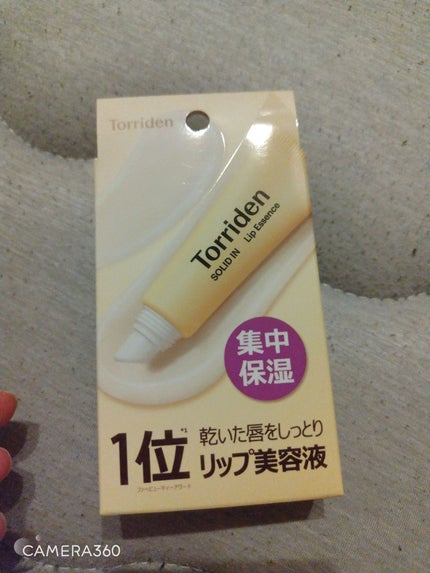 Torriden
Torriden
SOLID IN Lip Essence
集中
保湿
1位*1
乾いた唇をしっとり
リップ美容液
CAMERA360